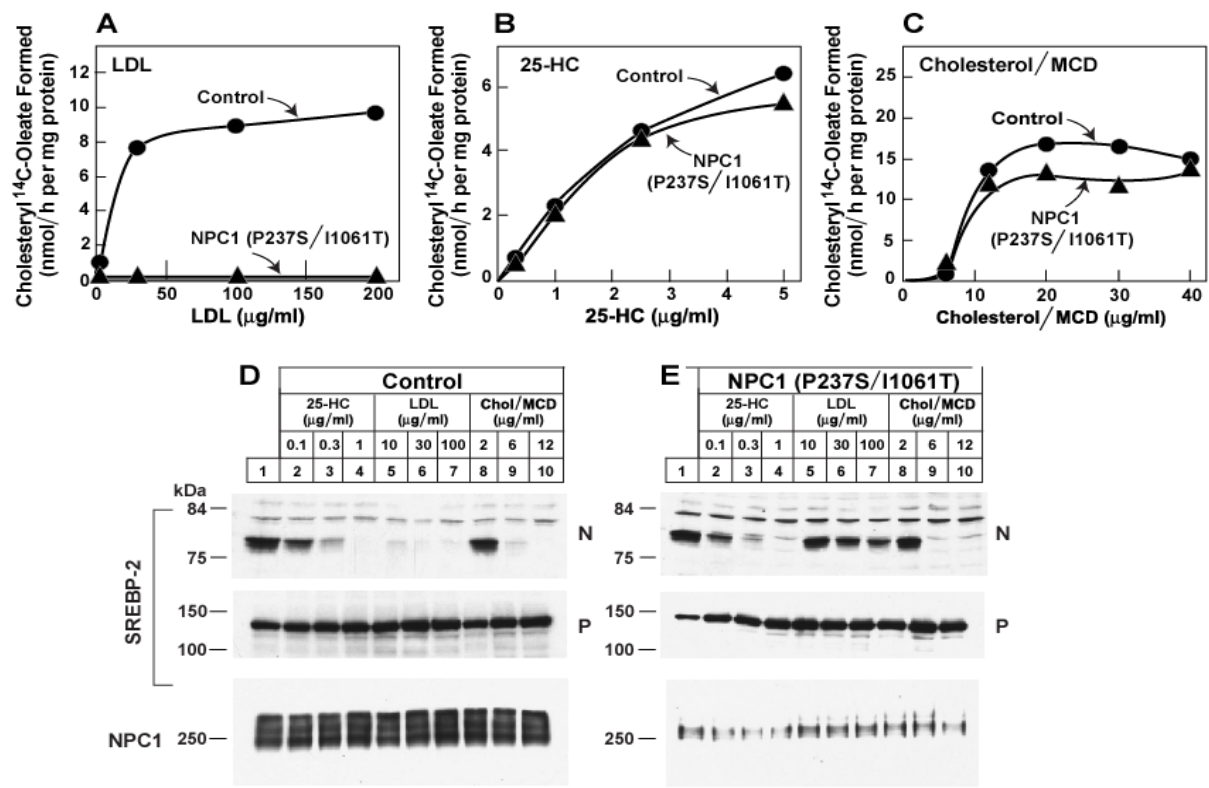 A
LDL
Cholesteryl 14C-Oleate Formed
(nmol/ h per mg protein)
12
10
8
6
4
2
0
Control
NPC1 (P237S/I1061T)
0 50 100 150 200
LDL (μg/ml)
B
25-HC
Cholesteryl 14C-Oleate Formed
(nmol/ h per mg protein)
6
4
2
0
Control
NPC1
(P237S/I1061T)
0 1 2 3 4 5
25-HC (μg/ml)
C
Cholesterol/MCD
Cholesteryl 14C-Oleate Formed
(nmol/ h per mg protein)
25
20
15
10
5
0
Control
NPC1
(P237S/I1061T)
0 10 20 30 40
Cholesterol/MCD (μg/ml)
D
Control
25-HC LDL Chol/MCD
(μg/ml) (μg/ml) (μg/ml)
0.1 0.3 1 10 30 100 2 6 12
1 2 3 4 5 6 7 8 9 10
kDa
84
75
N
SREBP-2
150
100
P
NPC1
250
E
NPC1 (P237S/I1061T)
25-HC LDL Chol/MCD
(μg/ml) (μg/ml) (μg/ml)
0.1 0.3 1 10 30 100 2 6 12
1 2 3 4 5 6 7 8 9 10
84
75
N
150
100
P
250